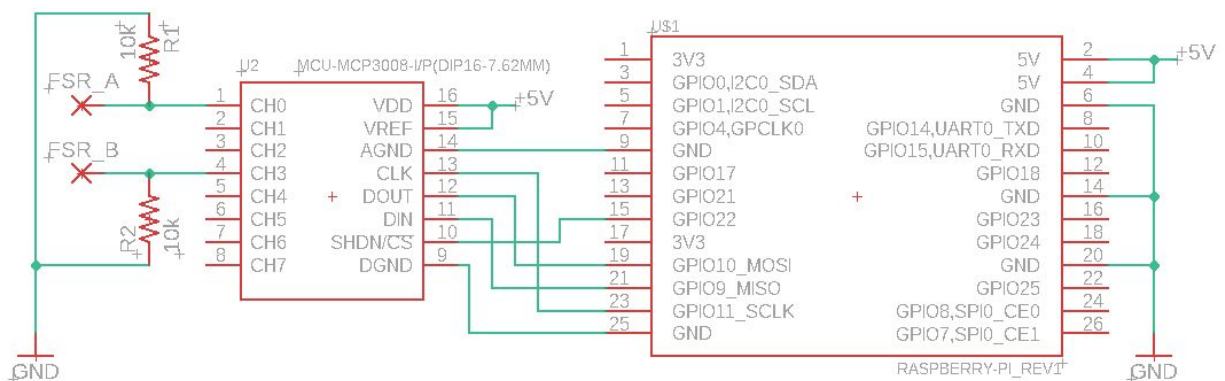 10k
R1
FSR_A
FSR_B
R2
10k
GND
U2
MCU-MCP3008-I/P(DIP16-7.62MM)
1 CH0 VDD 16
2 CH1 VREF 15
3 CH2 AGND 14
4 CH3 CLK 13
5 CH4 DOUT 12
6 CH5 DIN 11
7 CH6 SHDN/CS 10
8 CH7 DGND 9
+5V
U$1
1 3V3 5V 2
3 GPIO0,I2C0_SDA 5V 4
5 GPIO1,I2C0_SCL GND 6
7 GPIO4,GPCLK0 GPIO14,UART0_TXD 8
9 GND GPIO15,UART0_RXD 10
11 GPIO17 GPIO18 12
13 GPIO21 GND 14
15 GPIO22 GPIO23 16
17 3V3 GPIO24 18
19 GPIO10_MOSI GND 20
21 GPIO9_MISO GPIO25 22
23 GPIO11_SCLK GPIO8,SPI0_CE0 24
25 GND GPIO7,SPI0_CE1 26
RASPBERRY-PI_REV1
+5V
GND